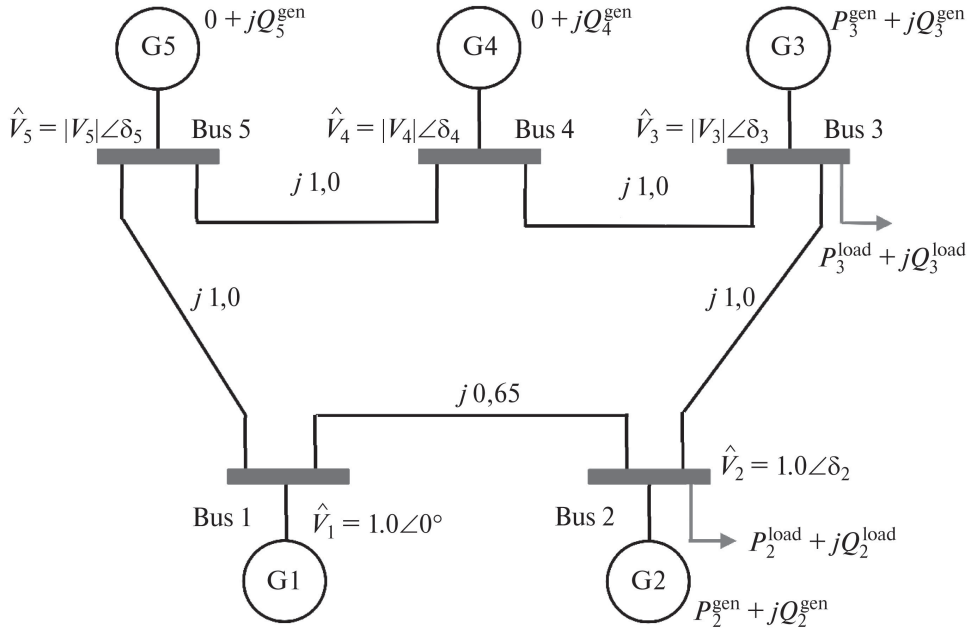 0 + jQ₅ᵍᵉⁿ
0 + jQ₄ᵍᵉⁿ
P₃ᵍᵉⁿ + jQ₃ᵍᵉⁿ
G5
G4
G3
V̂₅ = |V₅|∠δ₅
Bus 5
V̂₄ = |V₄|∠δ₄
Bus 4
V̂₃ = |V₃|∠δ₃
Bus 3
j 1,0
j 1,0
P₃ˡᵒᵃᵈ + jQ₃ˡᵒᵃᵈ
j 1,0
j 1,0
j 0,65
V̂₂ = 1.0∠δ₂
Bus 1
V̂₁ = 1.0∠0°
Bus 2
P₂ˡᵒᵃᵈ + jQ₂ˡᵒᵃᵈ
G1
G2
P₂ᵍᵉⁿ + jQ₂ᵍᵉⁿ